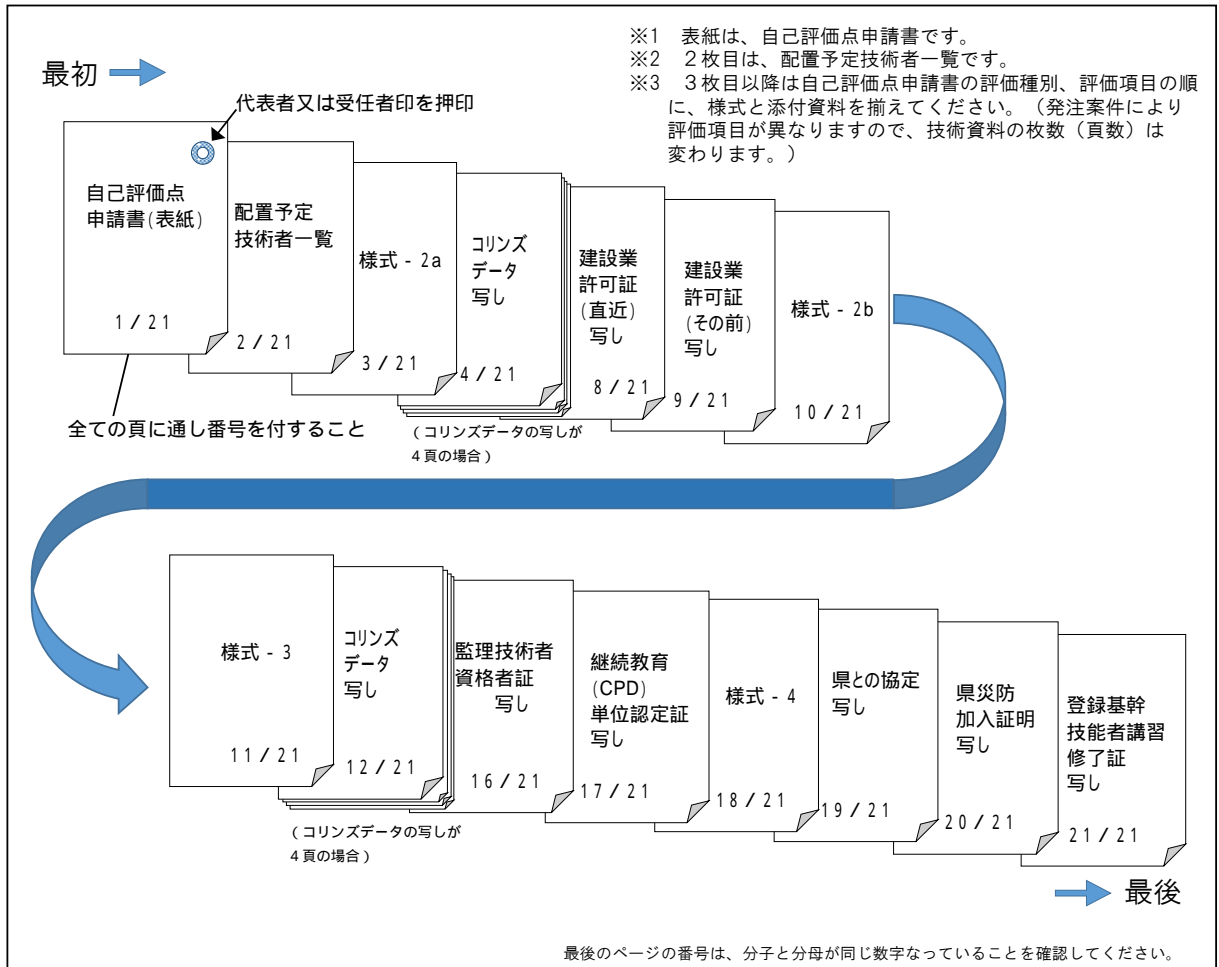 ※1 表紙は、自己評価点申請書です。
※2 ２枚目は、配置予定技術者一覧です。
※3 ３枚目以降は自己評価点申請書の評価種別、評価項目の順
に、様式と添付資料を揃えてください。（発注案件により
評価項目が異なりますので、技術資料の枚数（頁数）は
変わります。）
最初
代表者又は受任者印を押印
自己評価点
申請書(表紙)
1 / 21
配置予定
技術者一覧
2 / 21
様式 - 2a
3 / 21
コリンズ
データ
写し
4 / 21
建設業
許可証
(直近)
写し
8 / 21
建設業
許可証
(その前)
写し
9 / 21
様式 - 2b
10 / 21
全ての頁に通し番号を付すること
(コリンズデータの写しが
４頁の場合)
様式 - 3
11 / 21
コリンズ
データ
写し
12 / 21
監理技術者
資格者証
写し
16 / 21
継続教育
(CPD)
単位認定証
写し
17 / 21
様式 - 4
18 / 21
県との協定
写し
19 / 21
県災防
加入証明
写し
20 / 21
登録基幹
技能者講習
修了証
写し
21 / 21
(コリンズデータの写しが
４頁の場合)
最後
最後のページの番号は、分子と分母が同じ数字なっていることを確認してください。